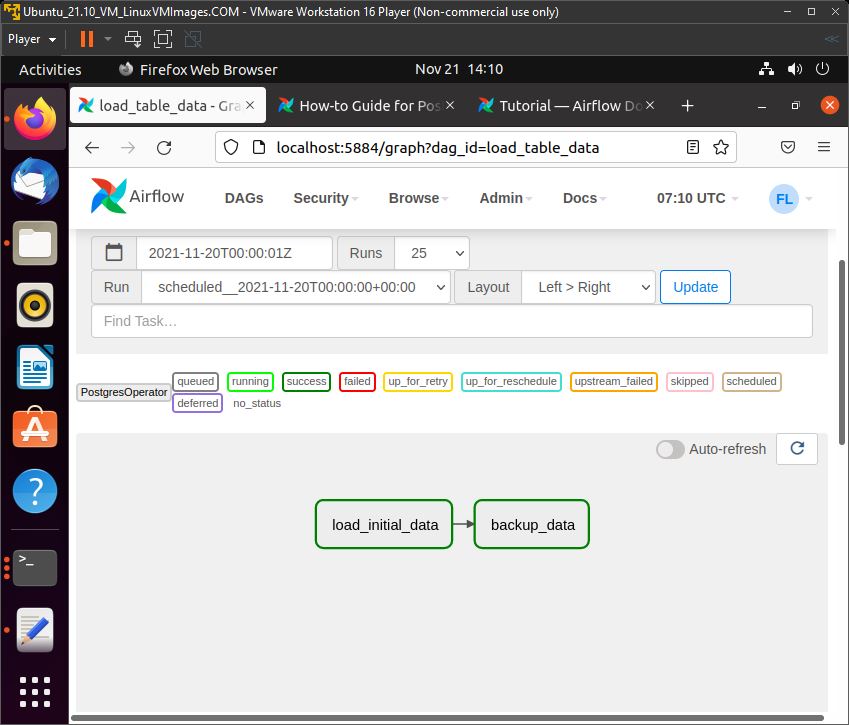 Ubuntu_21.10_VM_LinuxVMImages.COM - VMware Workstation 16 Player (Non-commercial use only)
Player
Activities Firefox Web Browser Nov 21 14:10
load_table_data - Gra How-to Guide for Pos Tutorial — Airflow Do
localhost:5884/graph?dag_id=load_table_data
Airflow DAGs Security Browse Admin Docs 07:10 UTC FL
2021-11-20T00:00:01Z Runs 25
Run scheduled__2021-11-20T00:00:00+00:00 Layout Left > Right Update
Find Task…
PostgresOperator queued running success failed up_for_retry up_for_reschedule upstream_failed skipped scheduled
deferred no_status
Auto-refresh
load_initial_data backup_data